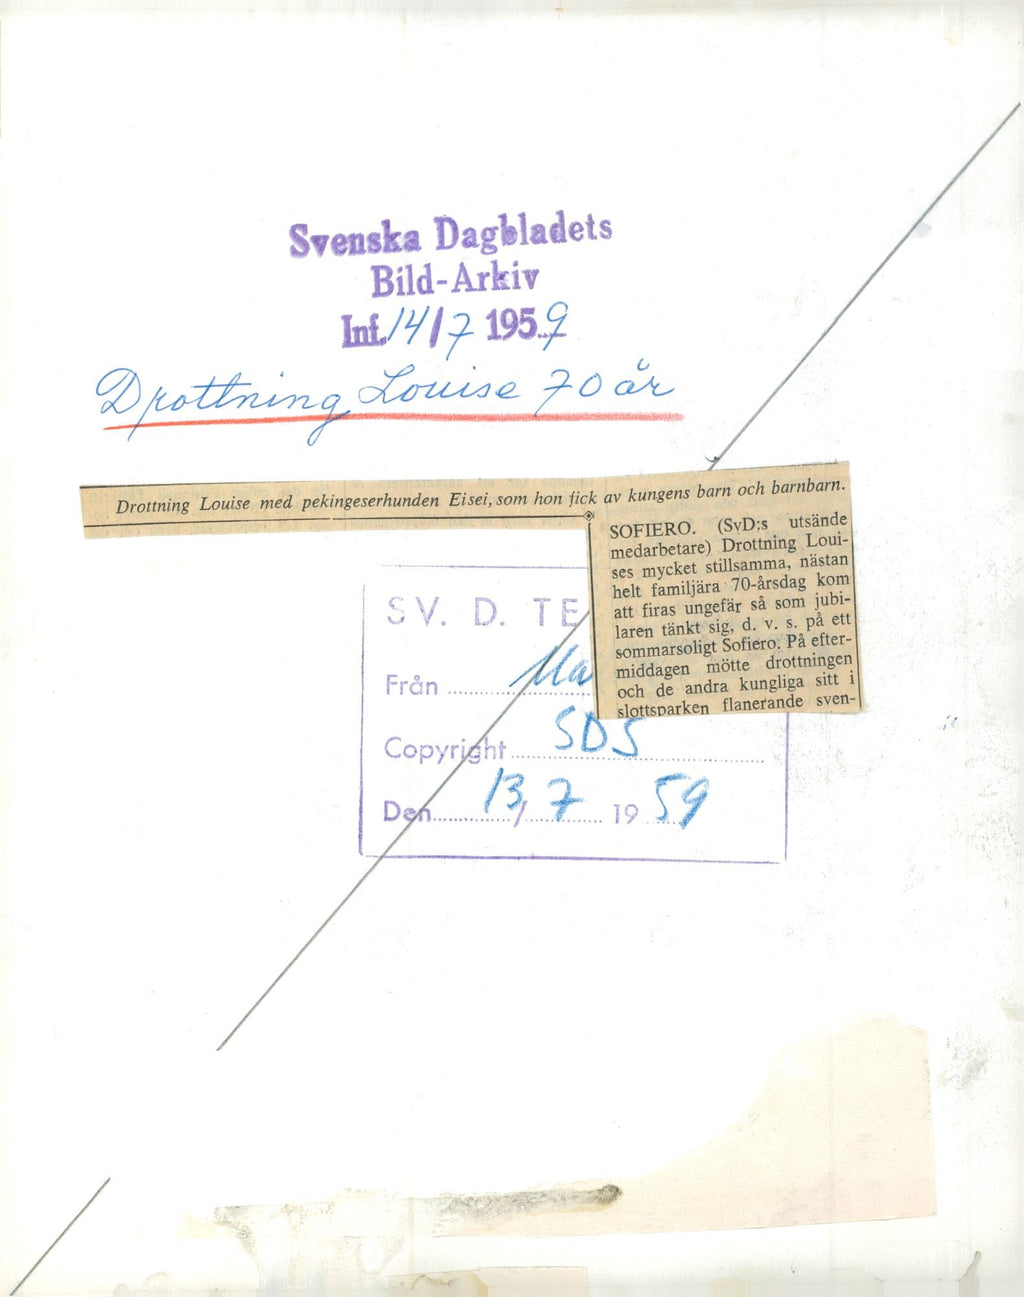 Svenska Dagbladets
Bild-Arkiv
Inf. 14/7 1959
Drottning Louise 70 år
Drottning Louise med pekingeserhunden Eisei, som hon fick av kungens barn och barnbarn.
SOFIERO. (SvD:s utsände
medarbetare) Drottning Loui-
ses mycket stillsamma, nästan
helt familjära 70-årsdag kom
att firas ungefär så som jubi-
laren tänkt sig, d. v. s. på ett
sommarsoligt Sofiero. På efter-
middagen mötte drottningen
och de andra kungliga sitt i
slottsparken flanerande sven-
SV. D. TE
Från Ma
Copyright SDS
Den 13/7 1959